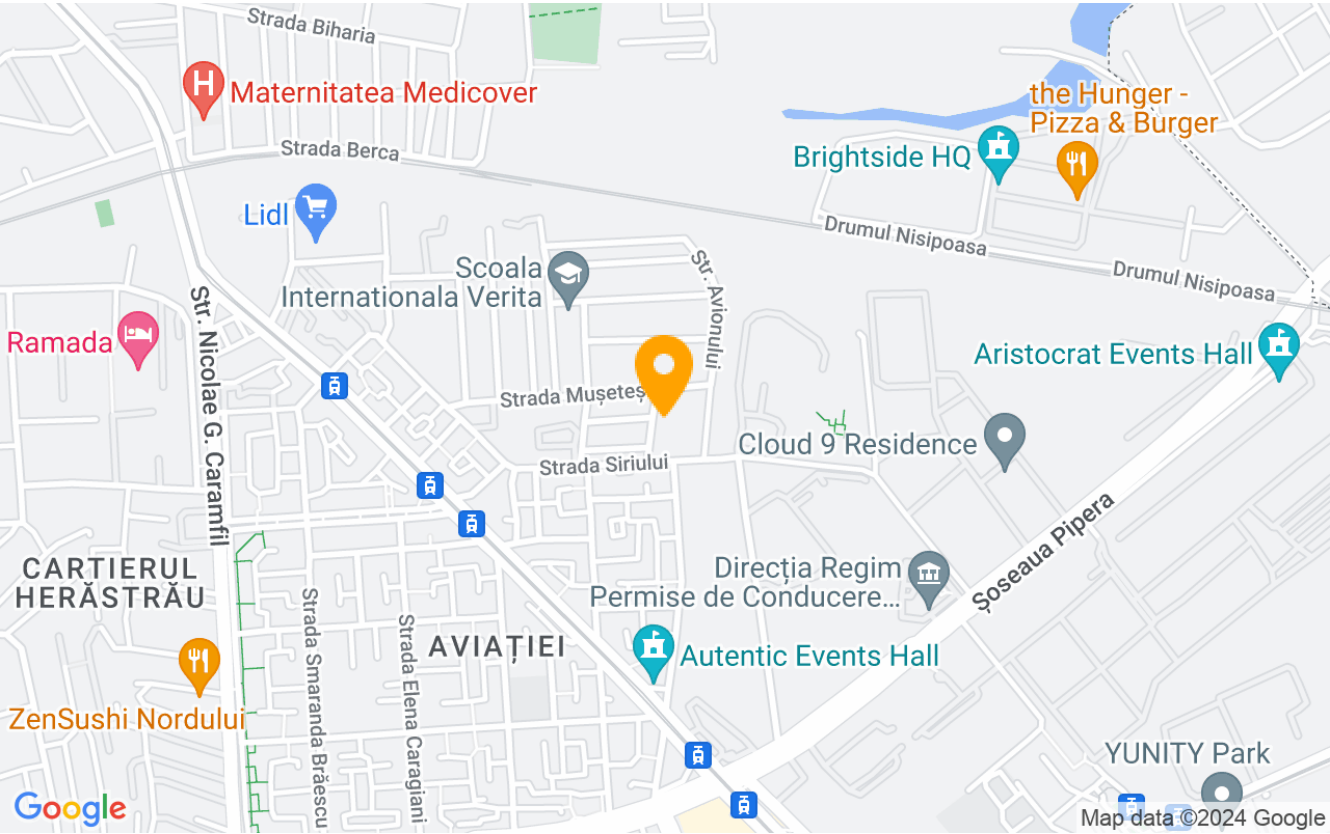 Strada Biharia
Maternitatea Medicover
the Hunger -
Pizza & Burger
Strada Berca
Brightside HQ
Lidl
Drumul Nisipoasa
Drumul Nisipoasa
Scoala
Internationala Verita
Str. Avionului
Str. Nicolae G. Caramfil
Ramada
Aristocrat Events Hall
Strada Mușeteș
Cloud 9 Residence
Strada Siriului
Șoseaua Pipera
CARTIERUL
HERĂSTRĂU
Direcția Regim
Permise de Conducere...
Strada Smaranda Brăescu
Strada Elena Caragiani
AVIAȚIEI
Autentic Events Hall
ZenSushi Nordului
YUNITY Park
Google
Map data ©2024 Google